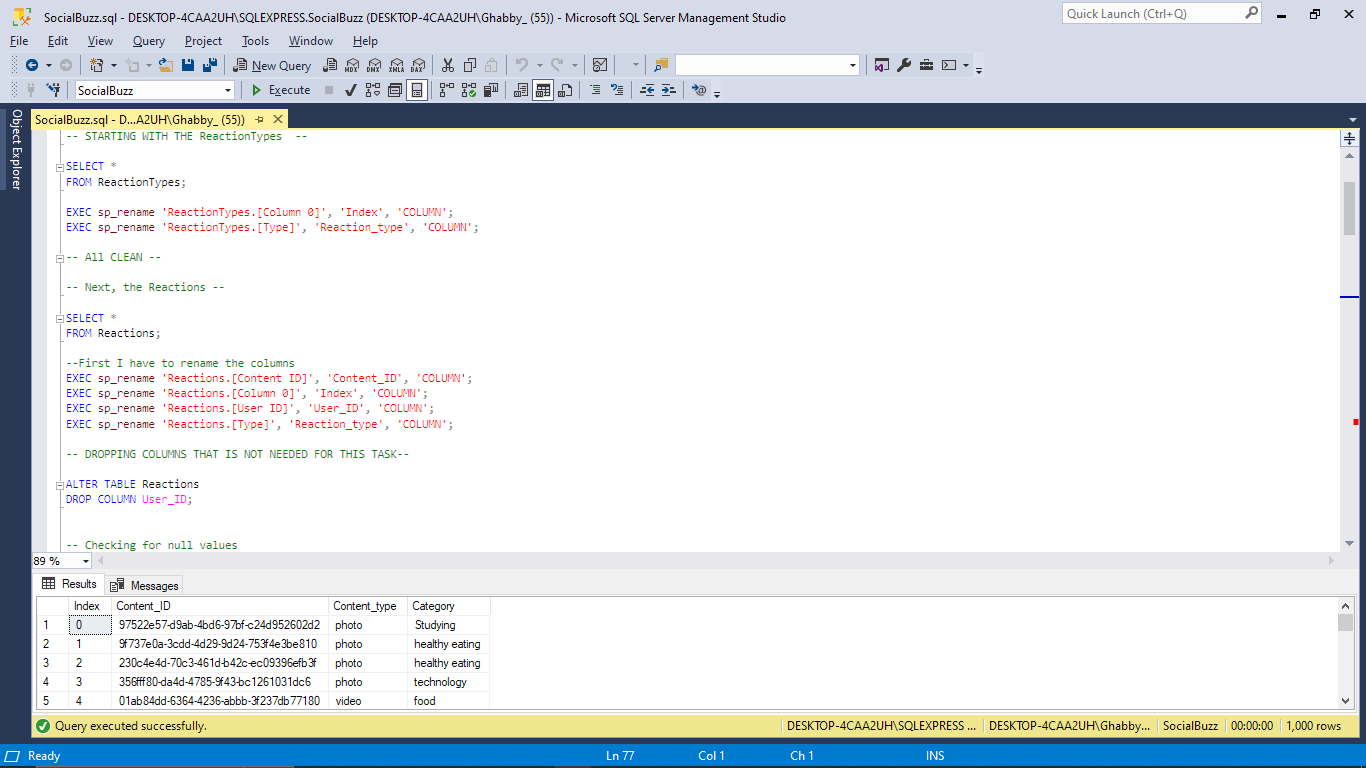 SocialBuzz.sql - DESKTOP-4CAA2UH\SQLEXPRESS.SocialBuzz (DESKTOP-4CAA2UH\Ghabby_ (55)) - Microsoft SQL Server Management Studio
Quick Launch (Ctrl+Q)
File Edit View Query Project Tools Window Help
New Query MDX DMX XMLA DAX
SocialBuzz Execute
Object Explorer
SocialBuzz.sql - D...A2UH\Ghabby_ (55))
-- STARTING WITH THE ReactionTypes --
SELECT *
FROM ReactionTypes;
EXEC sp_rename 'ReactionTypes.[Column 0]', 'Index', 'COLUMN';
EXEC sp_rename 'ReactionTypes.[Type]', 'Reaction_type', 'COLUMN';
-- All CLEAN --
-- Next, the Reactions --
SELECT *
FROM Reactions;
--First I have to rename the columns
EXEC sp_rename 'Reactions.[Content ID]', 'Content_ID', 'COLUMN';
EXEC sp_rename 'Reactions.[Column 0]', 'Index', 'COLUMN';
EXEC sp_rename 'Reactions.[User ID]', 'User_ID', 'COLUMN';
EXEC sp_rename 'Reactions.[Type]', 'Reaction_type', 'COLUMN';
-- DROPPING COLUMNS THAT IS NOT NEEDED FOR THIS TASK--
ALTER TABLE Reactions
DROP COLUMN User_ID;
-- Checking for null values
89 %
Results Messages
Index Content_ID Content_type Category
1 0 97522e57-d9ab-4bd6-97bf-c24d952602d2 photo Studying
2 1 9f737e0a-3cdd-4d29-9d24-753f4e3be810 photo healthy eating
3 2 230c4e4d-70c3-461d-b42c-ec09396efb3f photo healthy eating
4 3 356fff80-da4d-4785-9f43-bc1261031dc6 photo technology
5 4 01ab84dd-6364-4236-abbb-3f237db77180 video food
Query executed successfully. DESKTOP-4CAA2UH\SQLEXPRESS ... DESKTOP-4CAA2UH\Ghabby... SocialBuzz 00:00:00 1,000 rows
Ready Ln 77 Col 1 Ch 1 INS